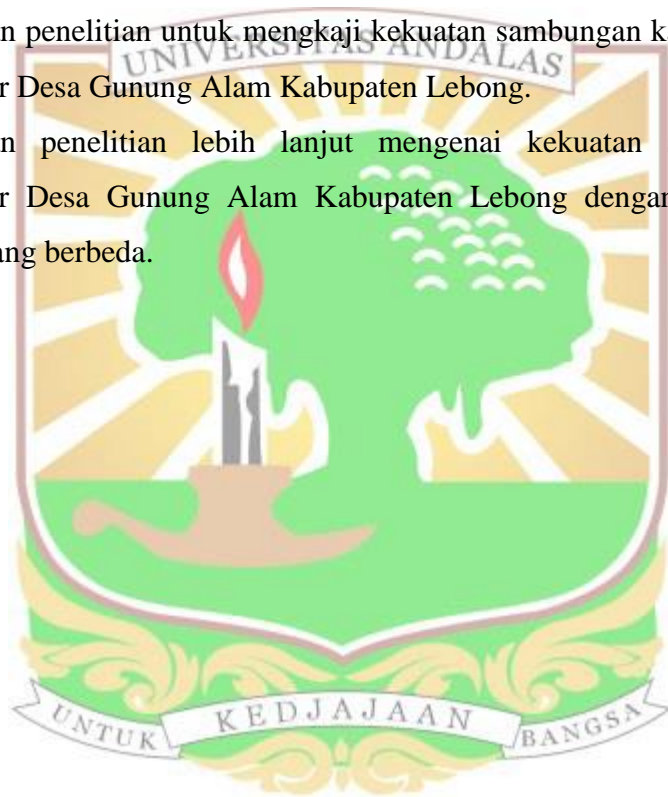 n penelitian untuk mengkaji kekuatan sambungan k
UNIVERSITAS ANDALAS
r Desa Gunung Alam Kabupaten Lebong.
n penelitian lebih lanjut mengenai kekuatan
r Desa Gunung Alam Kabupaten Lebong dengan
ang berbeda.
UNTUK KEDJAJAAN BANGSA